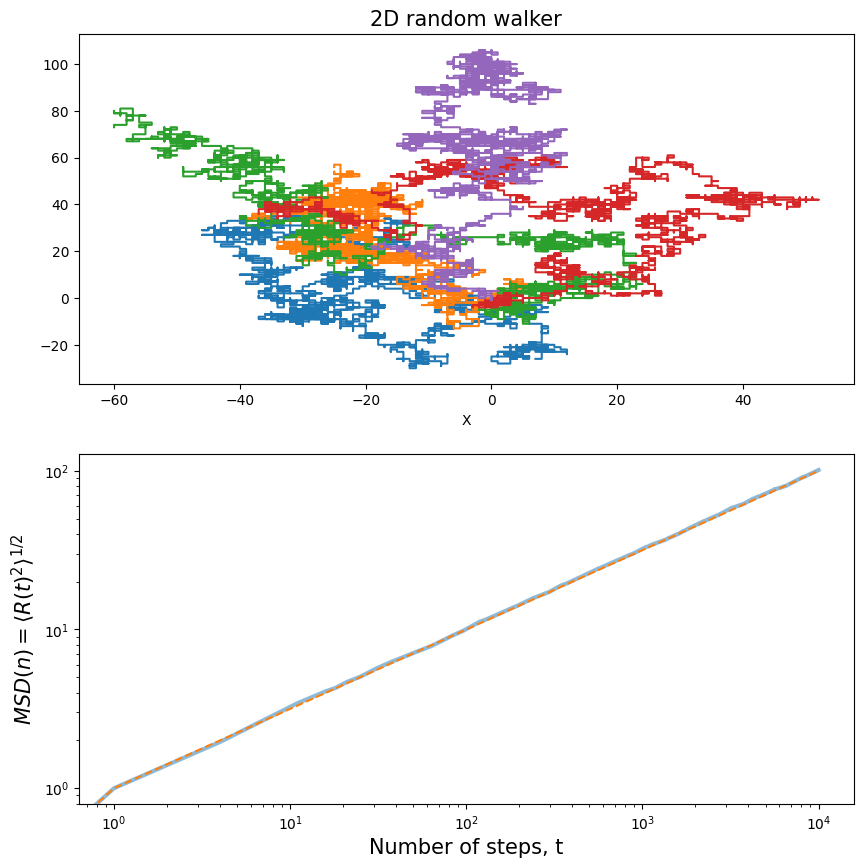 2D random walker
100
80
60
40
20
0
−20
−60 −40 −20 0 20 40
X
10²
10¹
10⁰
MSD(n) = ⟨R(t)²⟩^{1/2}
10⁰ 10¹ 10² 10³ 10⁴
Number of steps, t